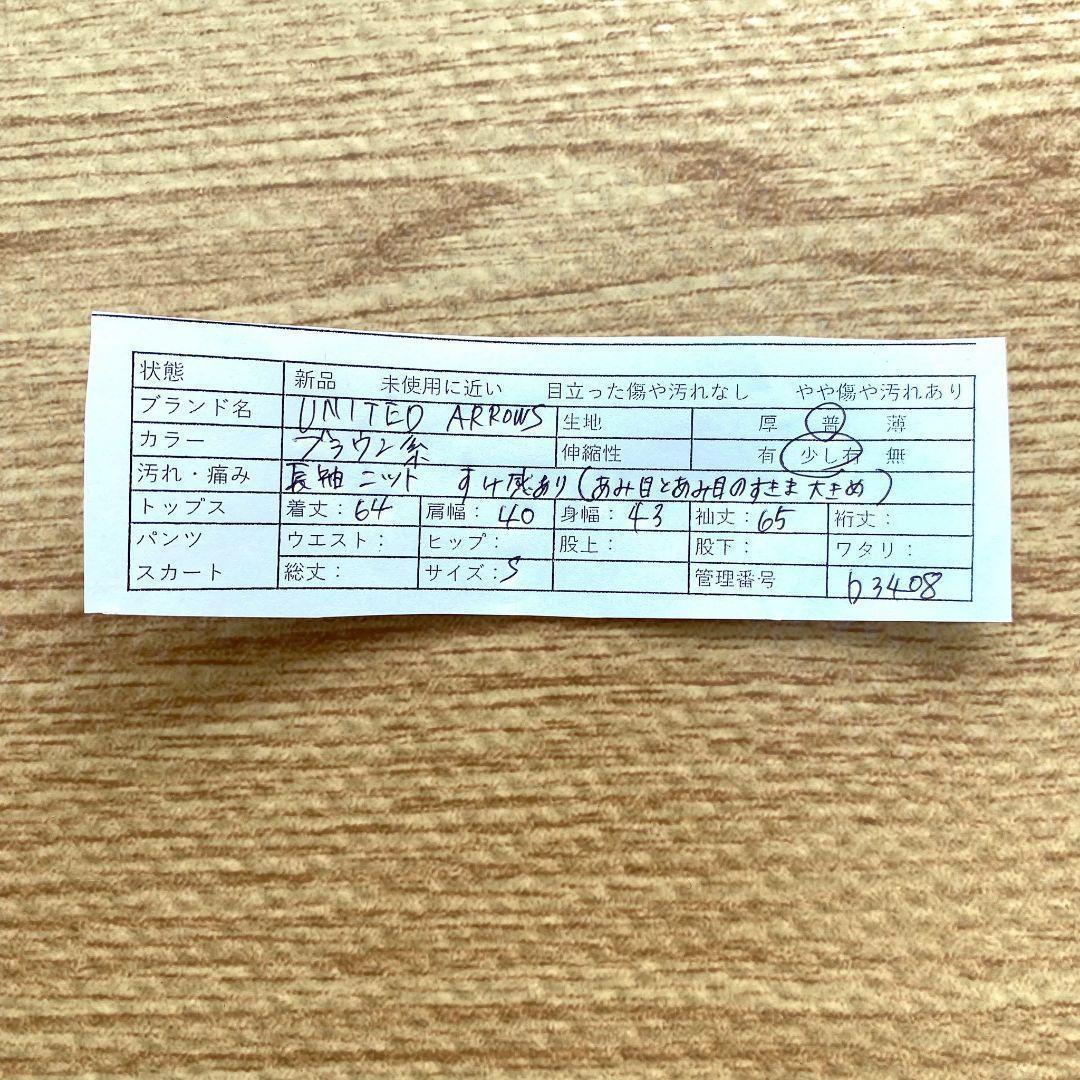 状態 新品 未使用に近い 目立った傷や汚れなし やや傷や汚れあり
ブランド名 UNITED ARROWS 生地 厚 普 薄
カラー ブラウン系 伸縮性 有 少し有 無
汚れ・痛み 長袖ニット すけ感あり(あみ目とあみ目のすきま大きめ)
トップス 着丈:64 肩幅:40 身幅:43 袖丈:65 裄丈:
パンツ ウエスト: ヒップ: 股上: 股下: ワタリ:
スカート 総丈: サイズ:S 管理番号 b3408